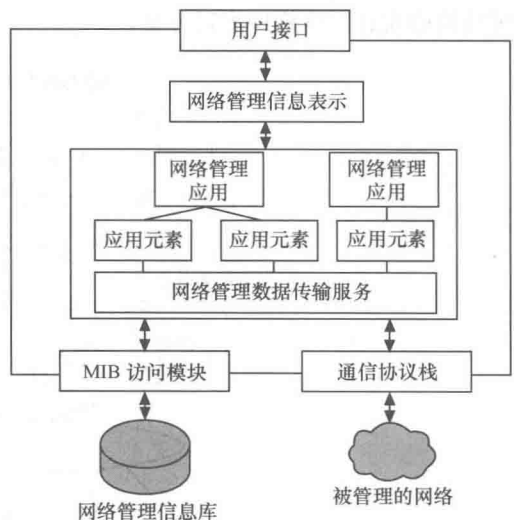 用户接口
网络管理信息表示
网络管理
应用
网络管理
应用
应用元素
应用元素
应用元素
网络管理数据传输服务
MIB 访问模块
通信协议栈
网络管理信息库
被管理的网络